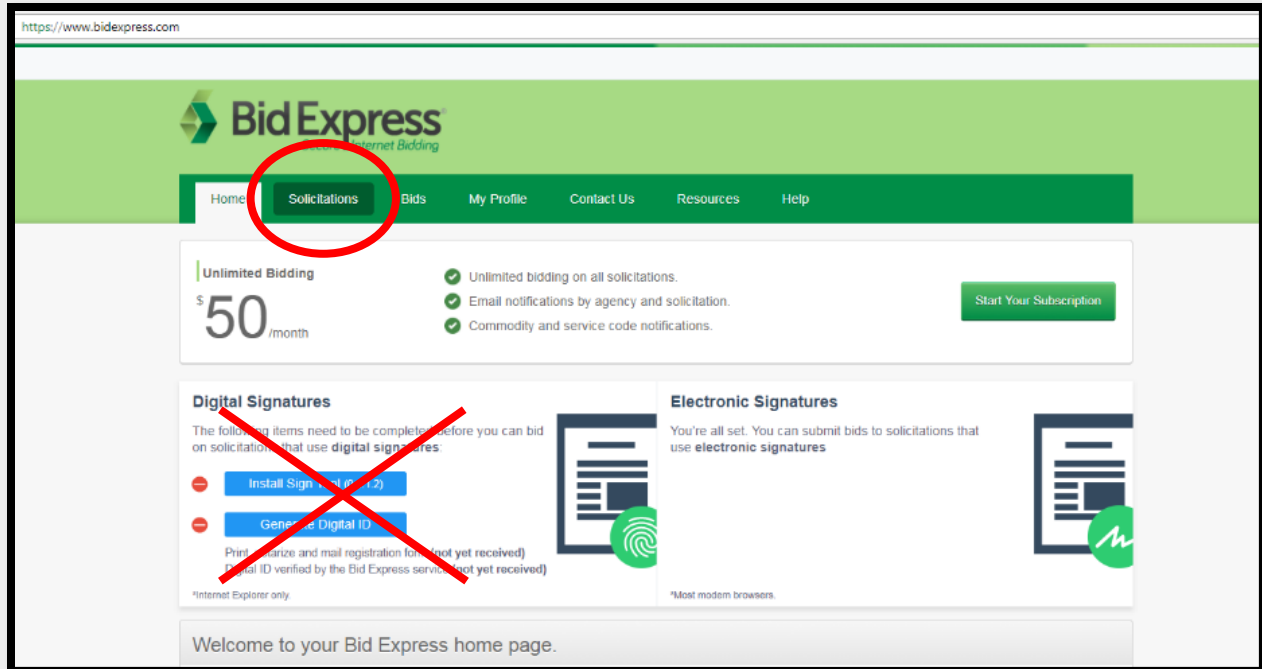 https://www.bidexpress.com
Bid Express
Secure Internet Bidding
Home Solicitations Bids My Profile Contact Us Resources Help
Unlimited Bidding
$50/month
Unlimited bidding on all solicitations.
Email notifications by agency and solicitation.
Commodity and service code notifications.
Start Your Subscription
Digital Signatures
The following items need to be completed before you can bid
on solicitations that use digital signatures:
Install Sign Tool
Generate Digital ID
Print, notarize and mail registration form (not yet received)
Digital ID verified by the Bid Express service (not yet received)
*Internet Explorer only.
Electronic Signatures
You're all set. You can submit bids to solicitations that
use electronic signatures
*Most modern browsers.
Welcome to your Bid Express home page.